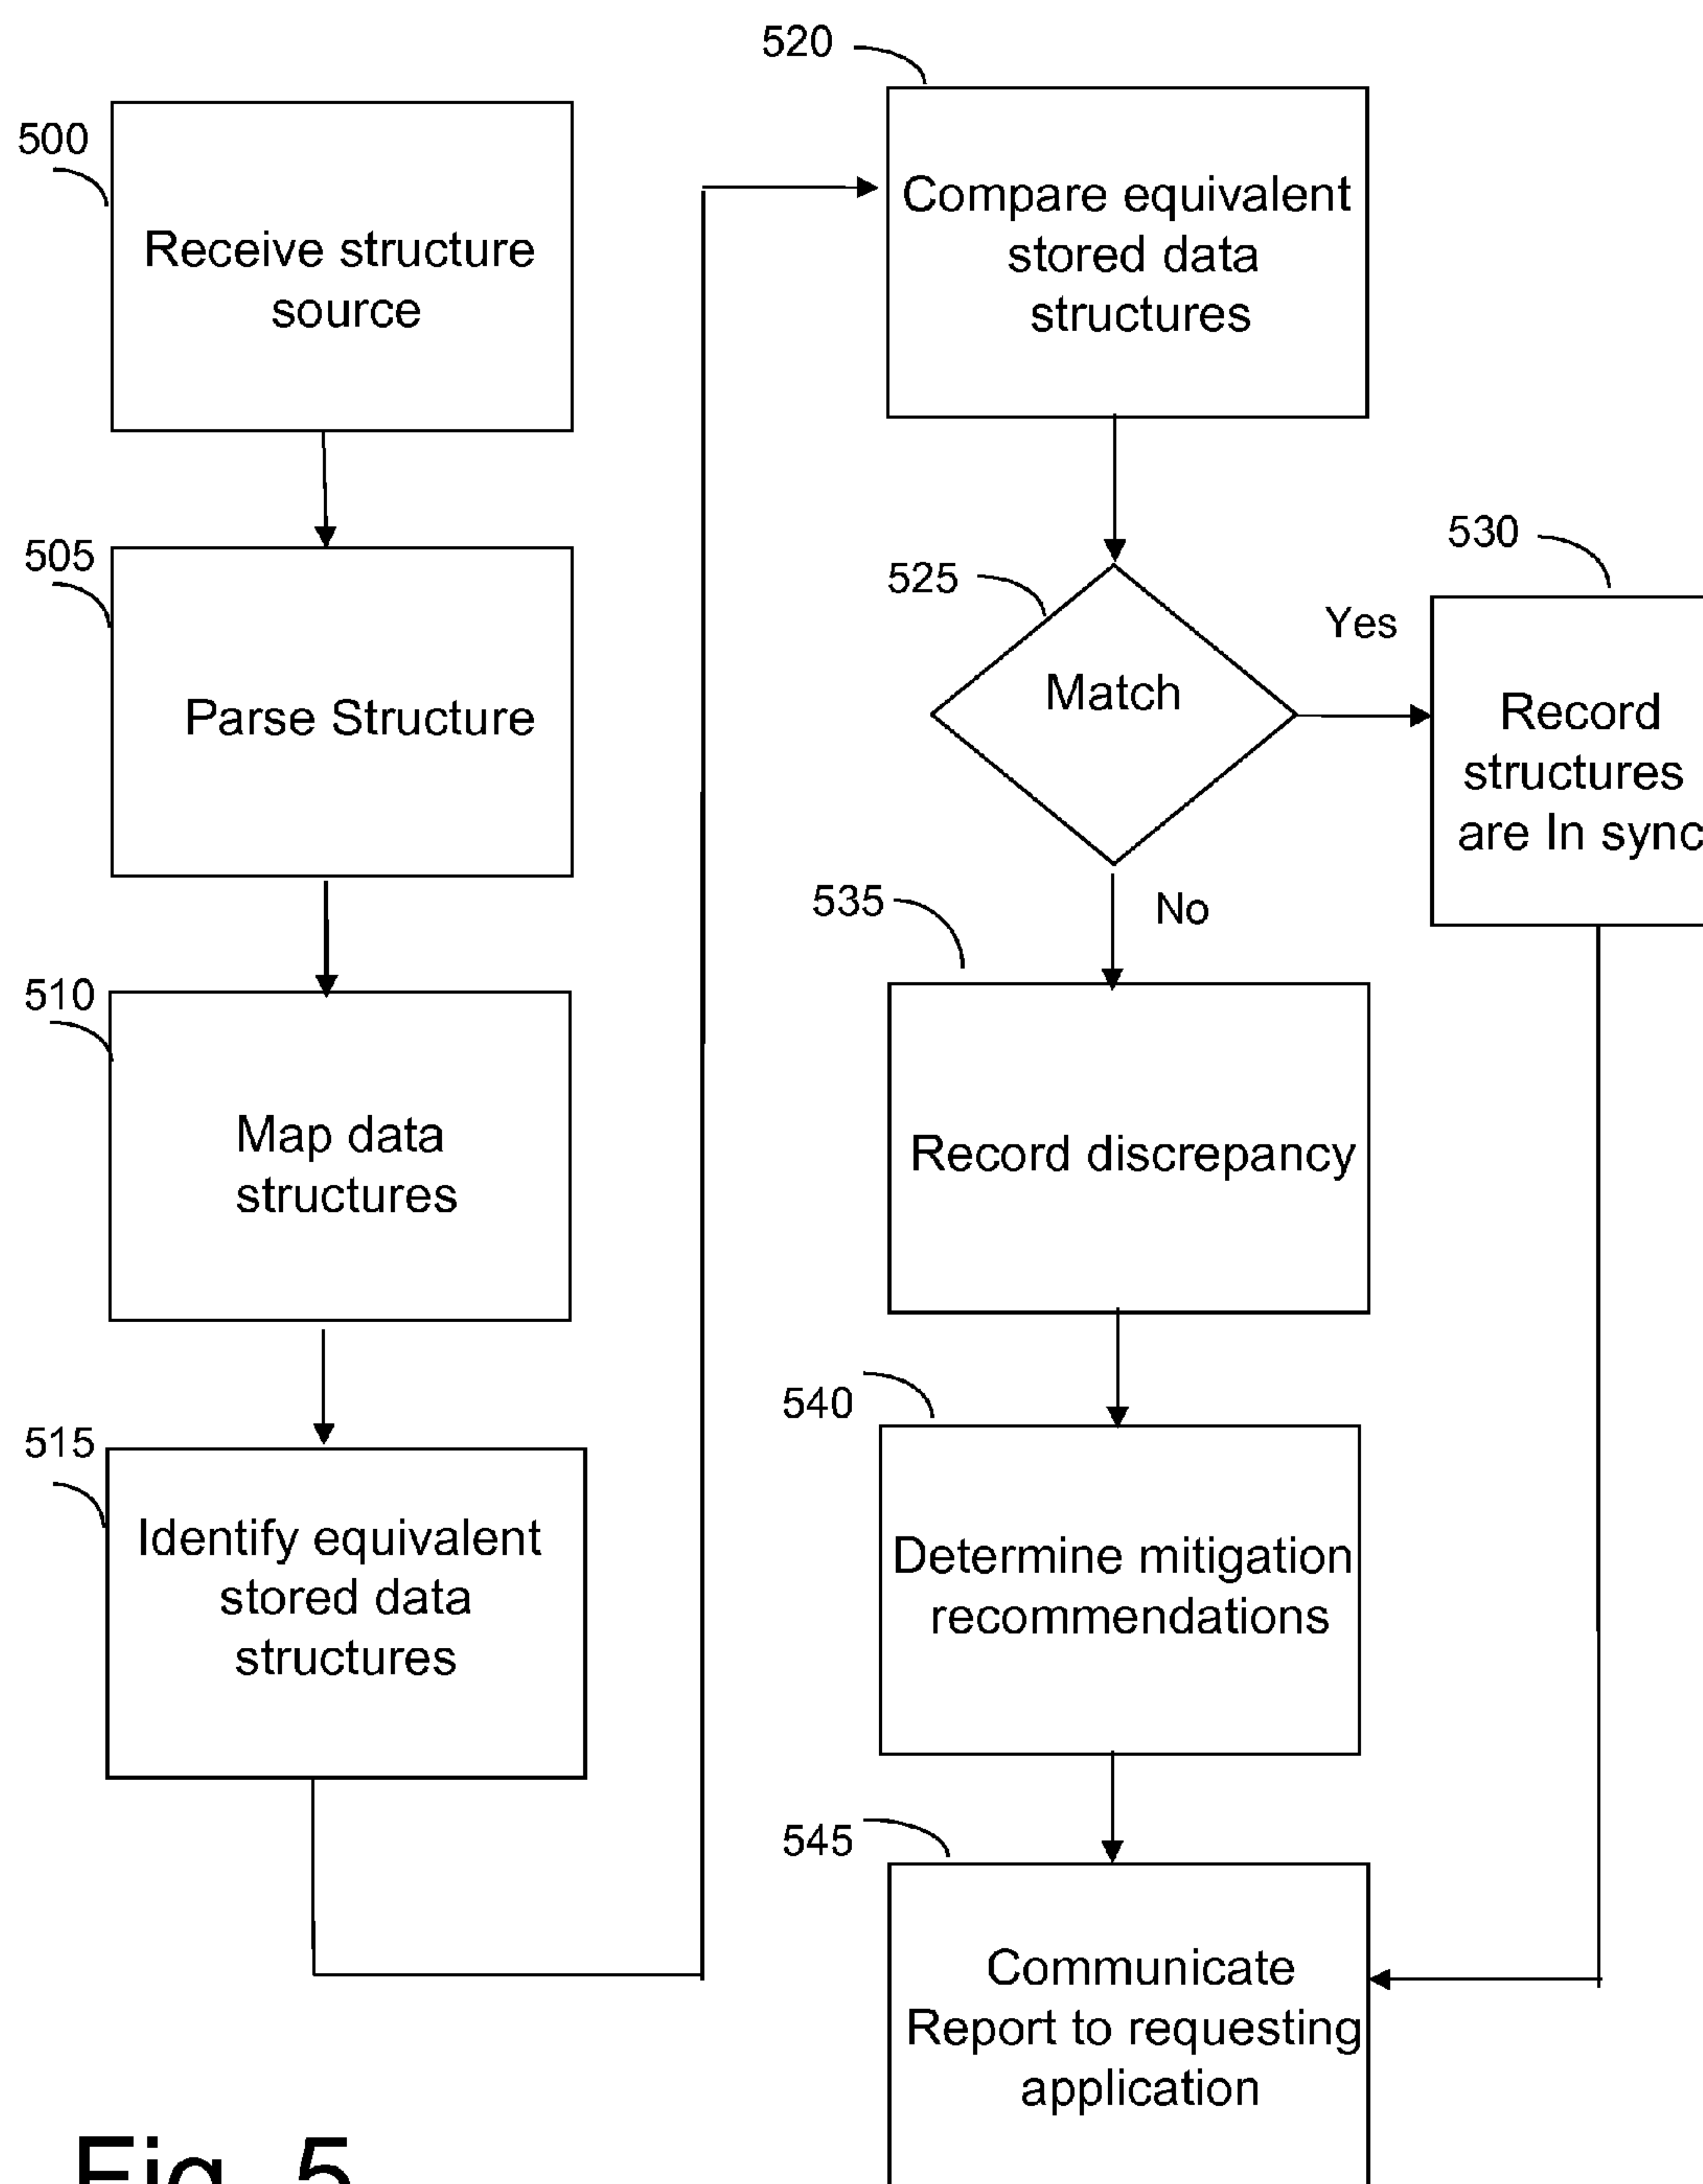 500
Receive structure
source
505
Parse Structure
510
Map data
structures
515
Identify equivalent
stored data
structures
520
Compare equivalent
stored data
structures
525
Match
Yes
530
Record
structures
are In sync
No
535
Record discrepancy
540
Determine mitigation
recommendations
545
Communicate
Report to requesting
application
Fig. 5